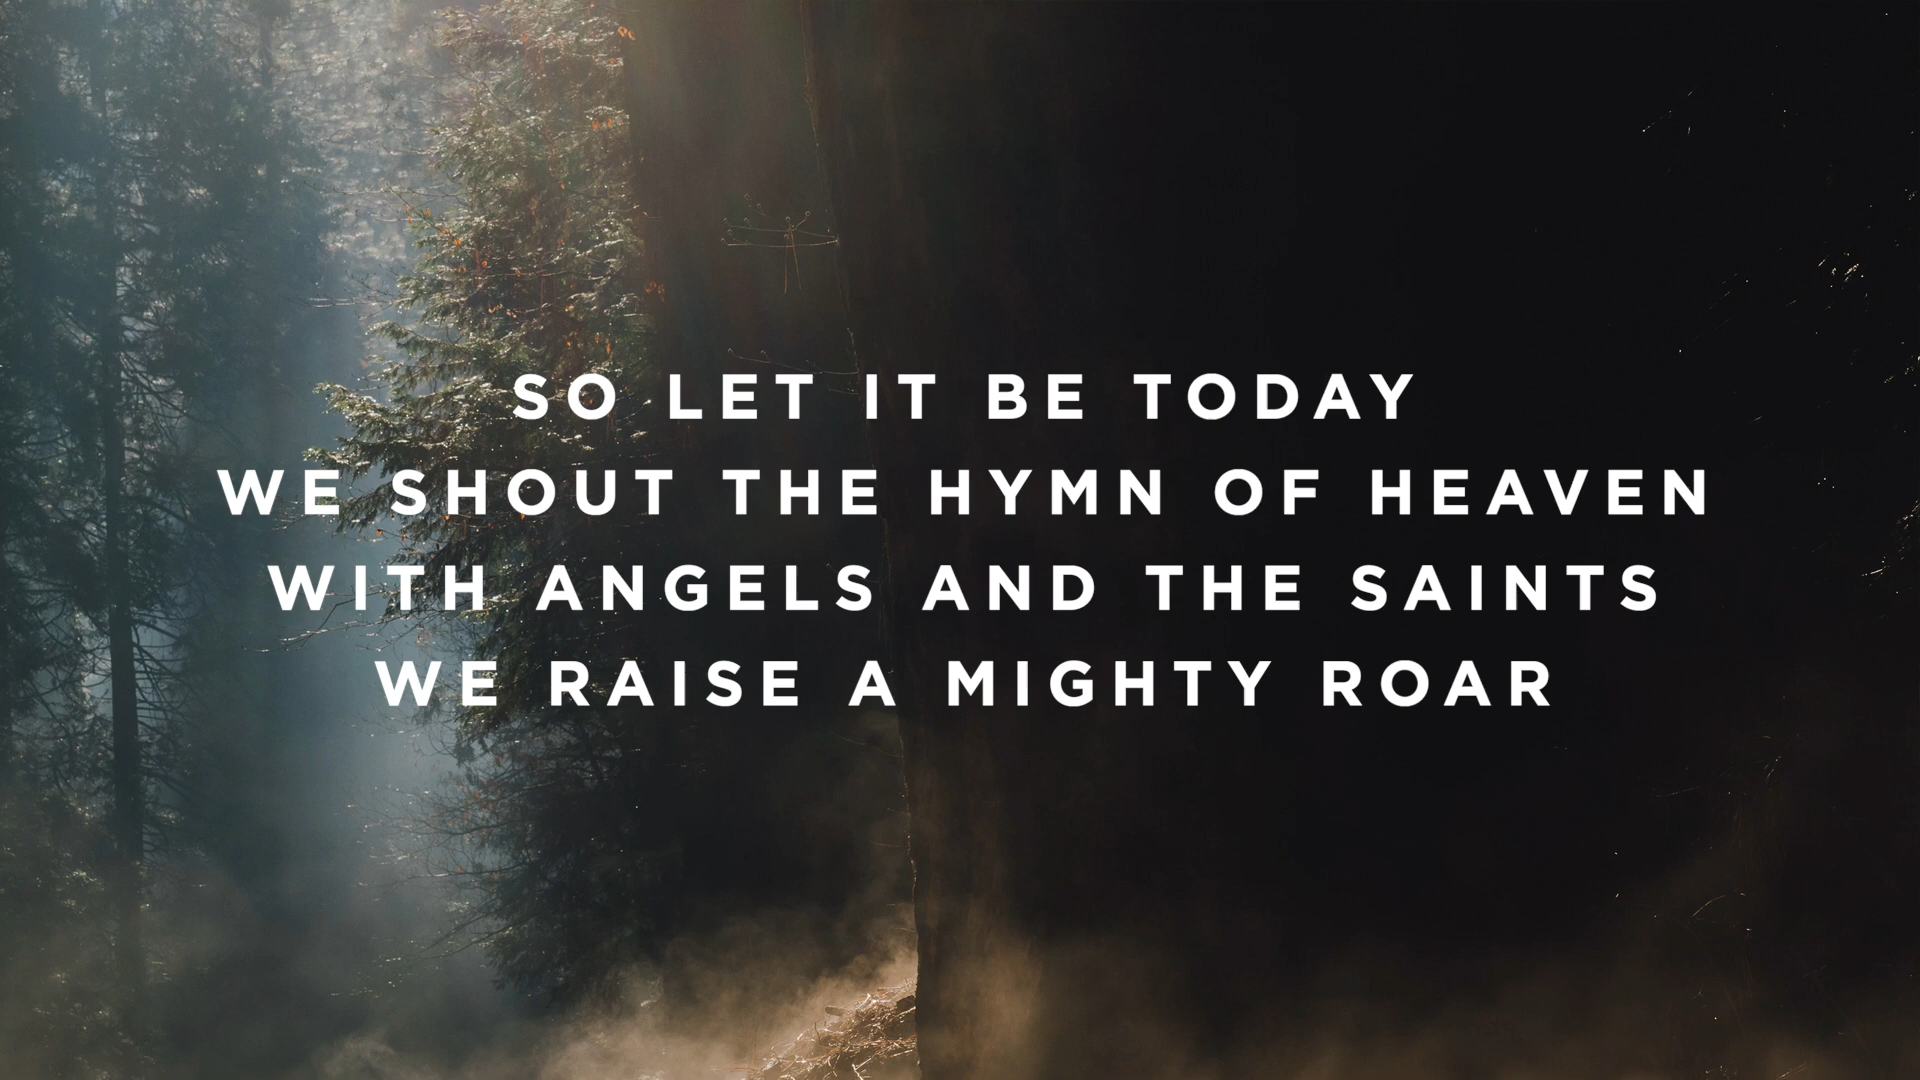 SO LET IT BE TODAY
WE SHOUT THE HYMN OF HEAVEN
WITH ANGELS AND THE SAINTS
WE RAISE A MIGHTY ROAR